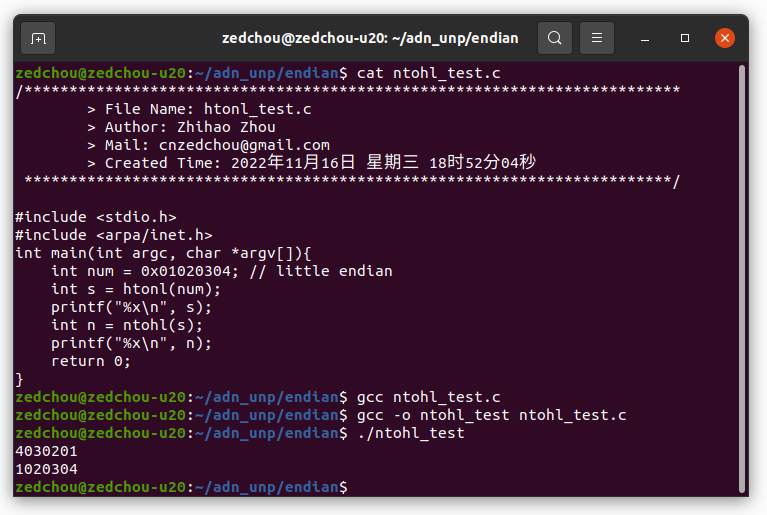 zedchou@zedchou-u20: ~/adn_unp/endian
zedchou@zedchou-u20:~/adn_unp/endian$ cat ntohl_test.c
/*************************************************************************
        > File Name: htonl_test.c
        > Author: Zhihao Zhou
        > Mail: cnzedchou@gmail.com
        > Created Time: 2022年11月16日 星期三 18时52分04秒
 ************************************************************************/

#include <stdio.h>
#include <arpa/inet.h>
int main(int argc, char *argv[]){
    int num = 0x01020304; // little endian
    int s = htonl(num);
    printf("%x\n", s);
    int n = ntohl(s);
    printf("%x\n", n);
    return 0;
}
zedchou@zedchou-u20:~/adn_unp/endian$ gcc ntohl_test.c
zedchou@zedchou-u20:~/adn_unp/endian$ gcc -o ntohl_test ntohl_test.c
zedchou@zedchou-u20:~/adn_unp/endian$ ./ntohl_test
4030201
1020304
zedchou@zedchou-u20:~/adn_unp/endian$